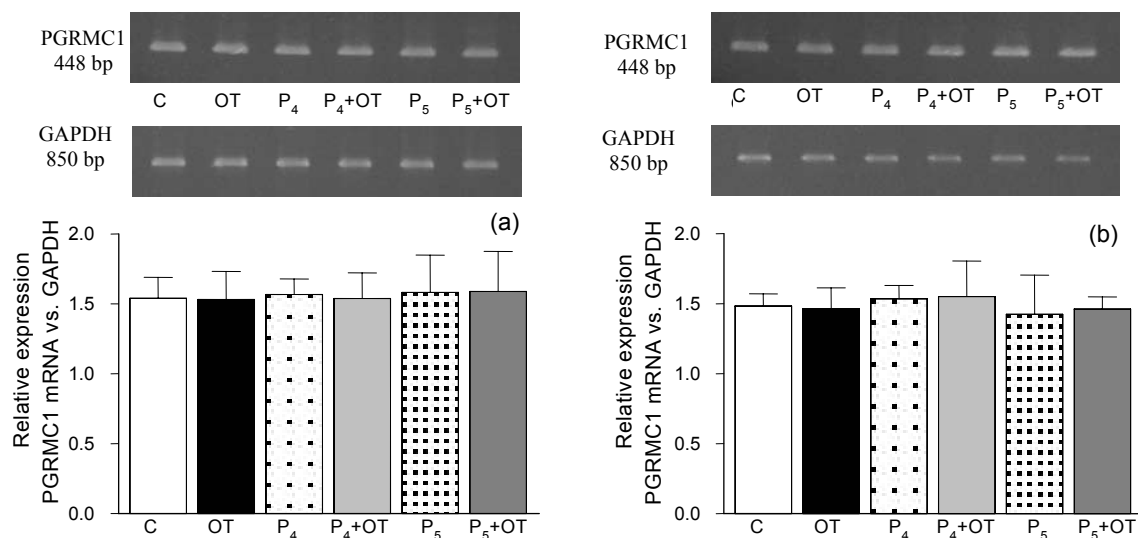 PGRMC1
448 bp
C OT P₄ P₄+OT P₅ P₅+OT
GAPDH
850 bp
(a)
Relative expression
PGRMC1 mRNA vs. GAPDH
2.0
1.5
1.0
0.5
0.0
C OT P₄ P₄+OT P₅ P₅+OT
PGRMC1
448 bp
C OT P₄ P₄+OT P₅ P₅+OT
GAPDH
850 bp
(b)
Relative expression
PGRMC1 mRNA vs. GAPDH
2.0
1.5
1.0
0.5
0.0
C OT P₄ P₄+OT P₅ P₅+OT